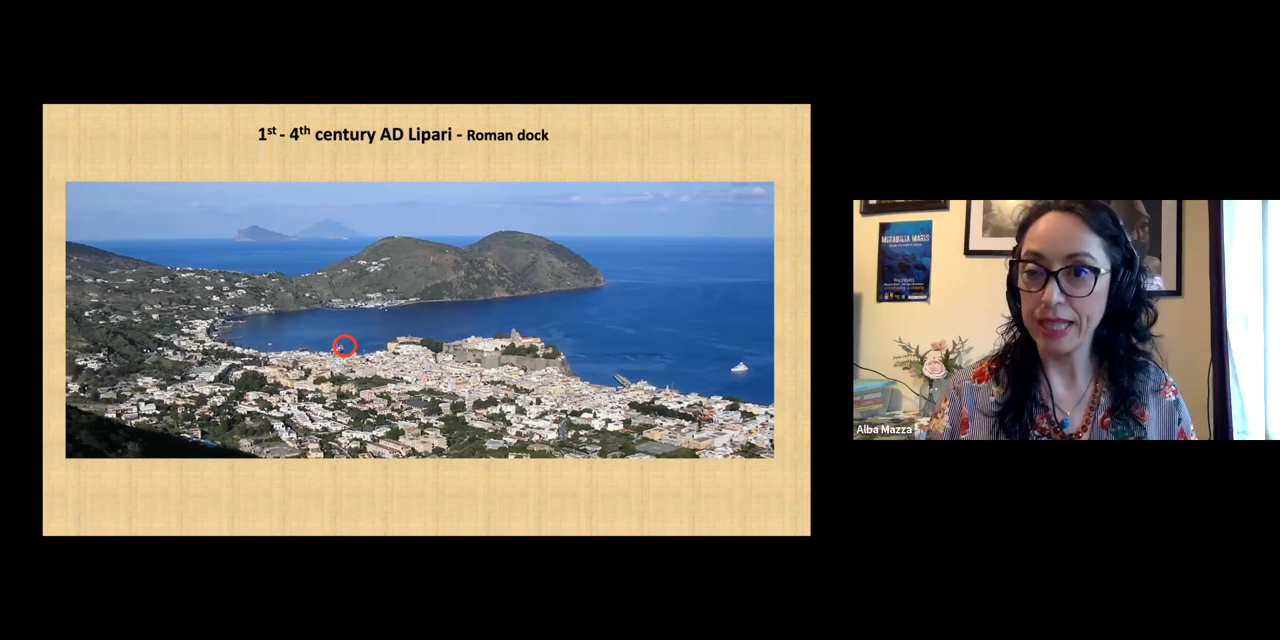 1st - 4th century AD Lipari - Roman dock
MIRABILIA MARIS
PALERMO
Alba Mazza